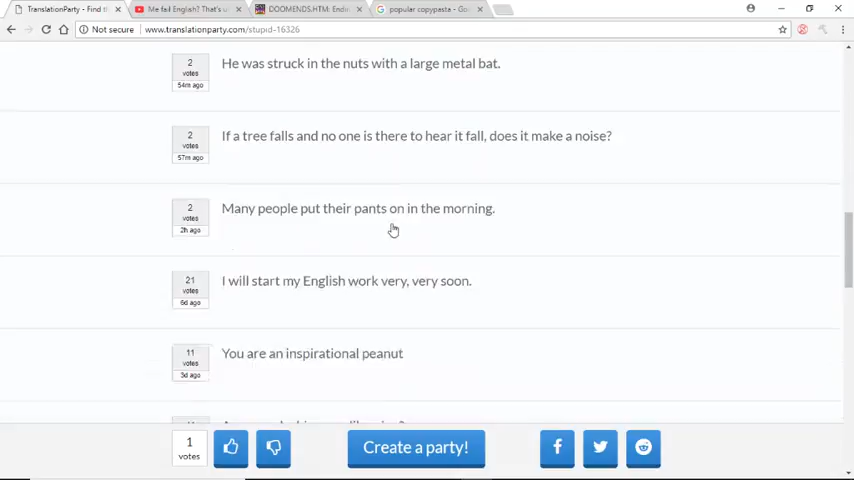 TranslationParty - Find th
Me fail English? That's u
DOOMENDS.HTM: Endin
popular copypasta - Goo
Not secure
www.translationparty.com/stupid-16326
2
votes
54m ago
He was struck in the nuts with a large metal bat.
2
votes
57m ago
If a tree falls and no one is there to hear it fall, does it make a noise?
2
votes
2h ago
Many people put their pants on in the morning.
21
votes
6d ago
I will start my English work very, very soon.
11
votes
3d ago
You are an inspirational peanut
1
votes
Create a party!